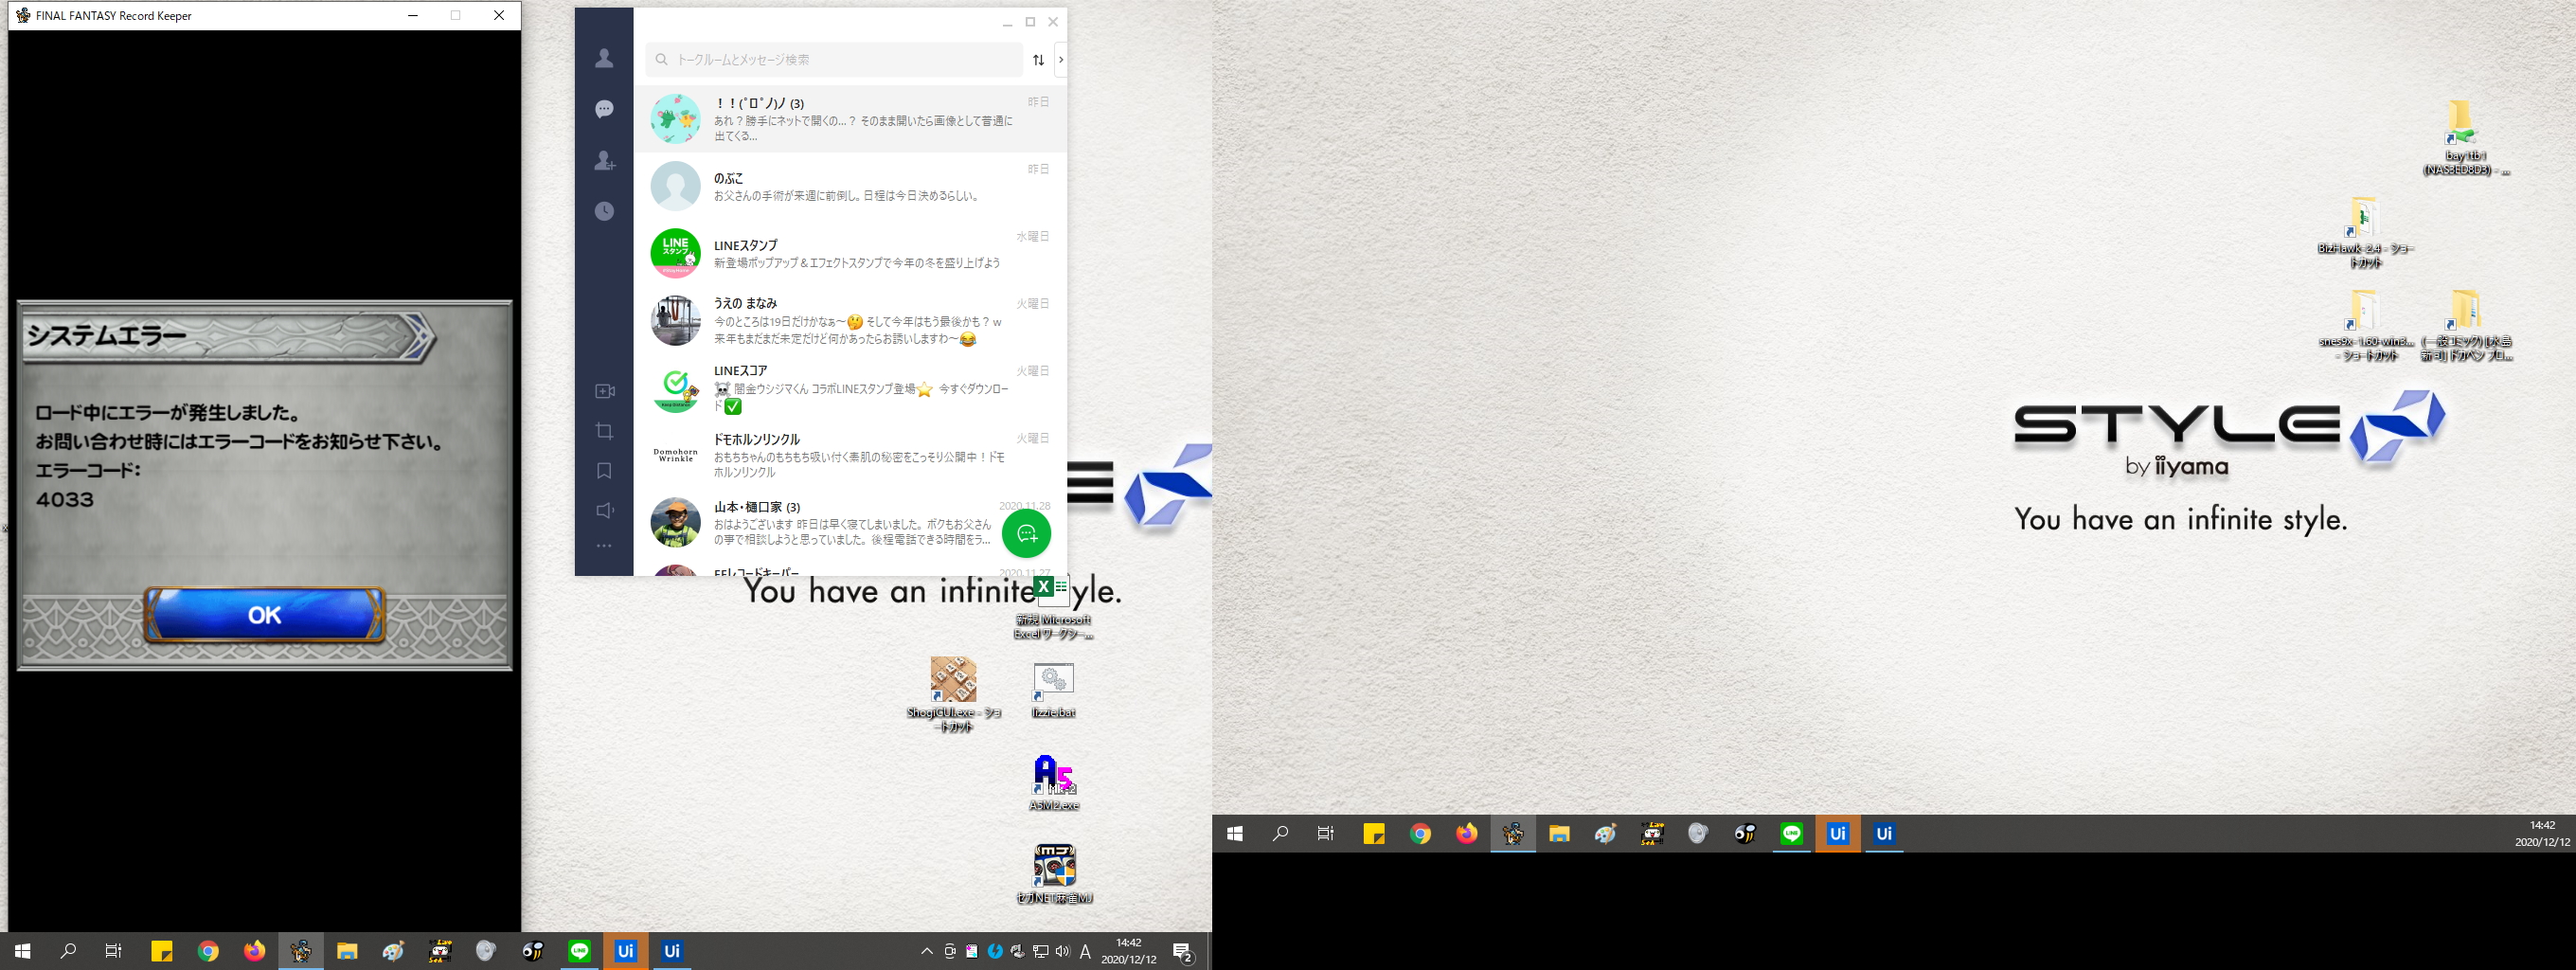 FINAL FANTASY Record Keeper
システムエラー
ロード中にエラーが発生しました。
お問い合わせ時にはエラーコードをお知らせ下さい。
エラーコード:
4033
OK
トークルームとメッセージ検索
！！(ﾟロﾟノ)ノ (3)
昨日
あれ？勝手にネットで開くの...？ そのまま開いたら画像として普通に
出てくる...
のぶこ
昨日
お父さんの手術が来週に前倒し。日程は今日決めるらしい。
LINEスタンプ
水曜日
新登場ポップアップ＆エフェクトスタンプで今年の冬を盛り上げよう
うえの まなみ
火曜日
今のところは19日だけかなぁ〜🤔 そして今年はもう最後かも？ｗ
来年もまだまだ未定だけど何かあったらお誘いしますわ〜😂
LINEスコア
火曜日
☠ 闇金ウシジマくん コラボLINEスタンプ登場⭐ 今すぐダウンロー
ド✅
Domohorn
Wrinkle
ドモホルンリンクル
火曜日
おもちちゃんのもちもち吸い付く素肌の秘密をこっそり公開中！ドモ
ホルンリンクル
山本・樋口家 (3)
2020.11.28
おはようございます 昨日は早く寝てしまいました。ボクもお父さん
の事で相談しようと思っていました。後程電話できる時間をラ...
FFレコードキーパー
2020.11.27
You have an infinite style.
新規 Microsoft
Excel ワークシー...
ShogiGUI.exe - ショ
ートカット
lizzie.bat
A5M2.exe
セガNET麻雀MJ
A
14:42
2020/12/12
2
bay1tb1
(NAS3ED8D3) - ...
BizHawk-2.4 - ショー
トカット
snes9x-1.60-win3...
- ショートカット
(一般コミック) [水島
新司] ドカベン プロ...
STYLE
by iiyama
You have an infinite style.
14:42
2020/12/12